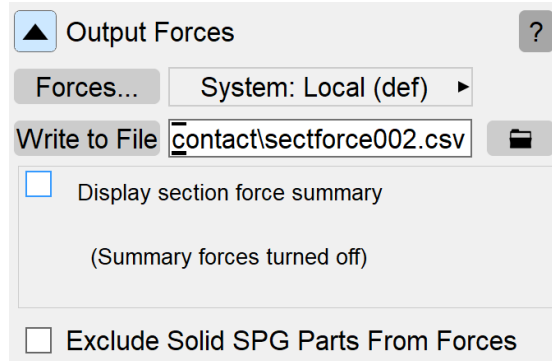 Output Forces ?
Forces... System: Local (def)
Write to File contact\sectforce002.csv
Display section force summary
(Summary forces turned off)
Exclude Solid SPG Parts From Forces